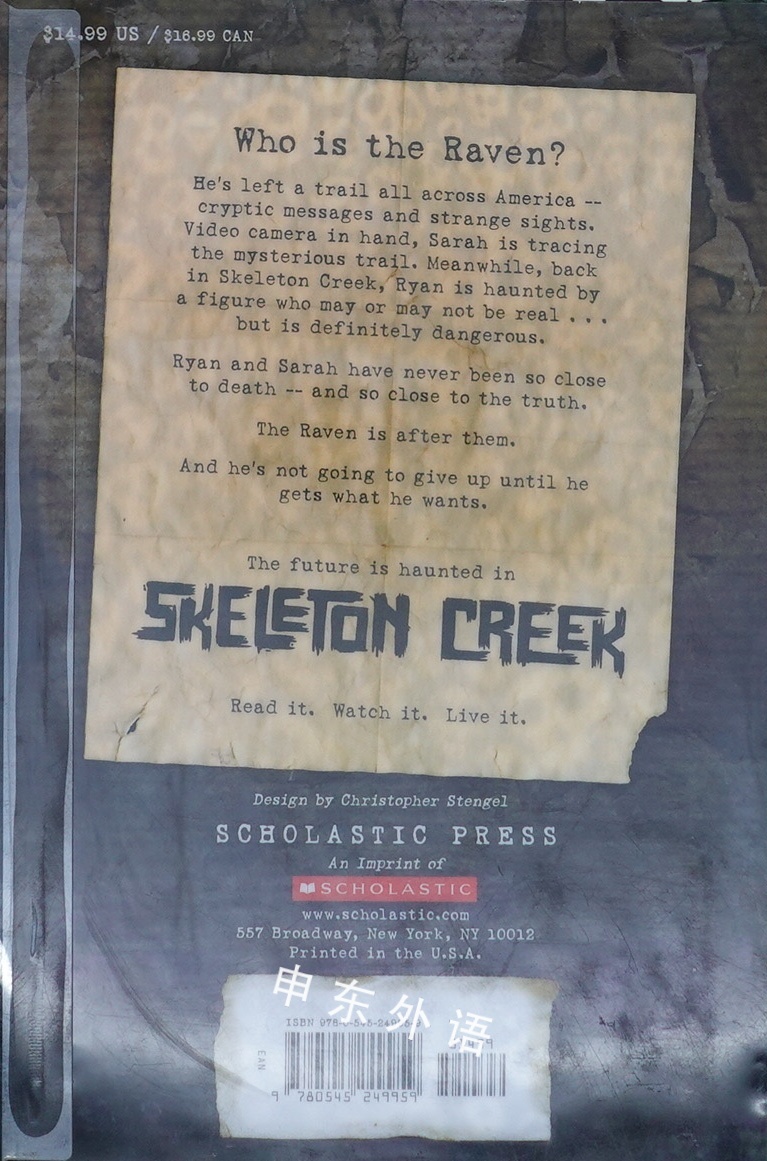 $14.99 US / $16.99 CAN
Who is the Raven?
He's left a trail all across America --
cryptic messages and strange sights.
Video camera in hand, Sarah is tracing
the mysterious trail. Meanwhile, back
in Skeleton Creek, Ryan is haunted by
a figure who may or may not be real . . .
but is definitely dangerous.
Ryan and Sarah have never been so close
to death -- and so close to the truth.
The Raven is after them.
And he's not going to give up until he
gets what he wants.
The future is haunted in
SKELETON CREEK
Read it. Watch it. Live it.
Design by Christopher Stengel
SCHOLASTIC PRESS
An Imprint of
SCHOLASTIC
www.scholastic.com
557 Broadway, New York, NY 10012
Printed in the U.S.A.
申东外语
ISBN
EAN
9 780545 249959